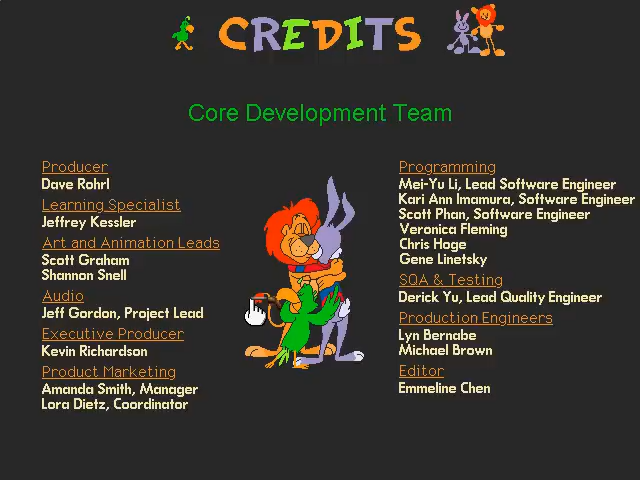 CREDITS
Core Development Team
Producer
Dave Rohrl
Learning Specialist
Jeffrey Kessler
Art and Animation Leads
Scott Graham
Shannon Snell
Audio
Jeff Gordon, Project Lead
Executive Producer
Kevin Richardson
Product Marketing
Amanda Smith, Manager
Lora Dietz, Coordinator
Programming
Mei-Yu Li, Lead Software Engineer
Kari Ann Imamura, Software Engineer
Scott Phan, Software Engineer
Veronica Fleming
Chris Hoge
Gene Linetsky
SQA & Testing
Derick Yu, Lead Quality Engineer
Production Engineers
Lyn Bernabe
Michael Brown
Editor
Emmeline Chen